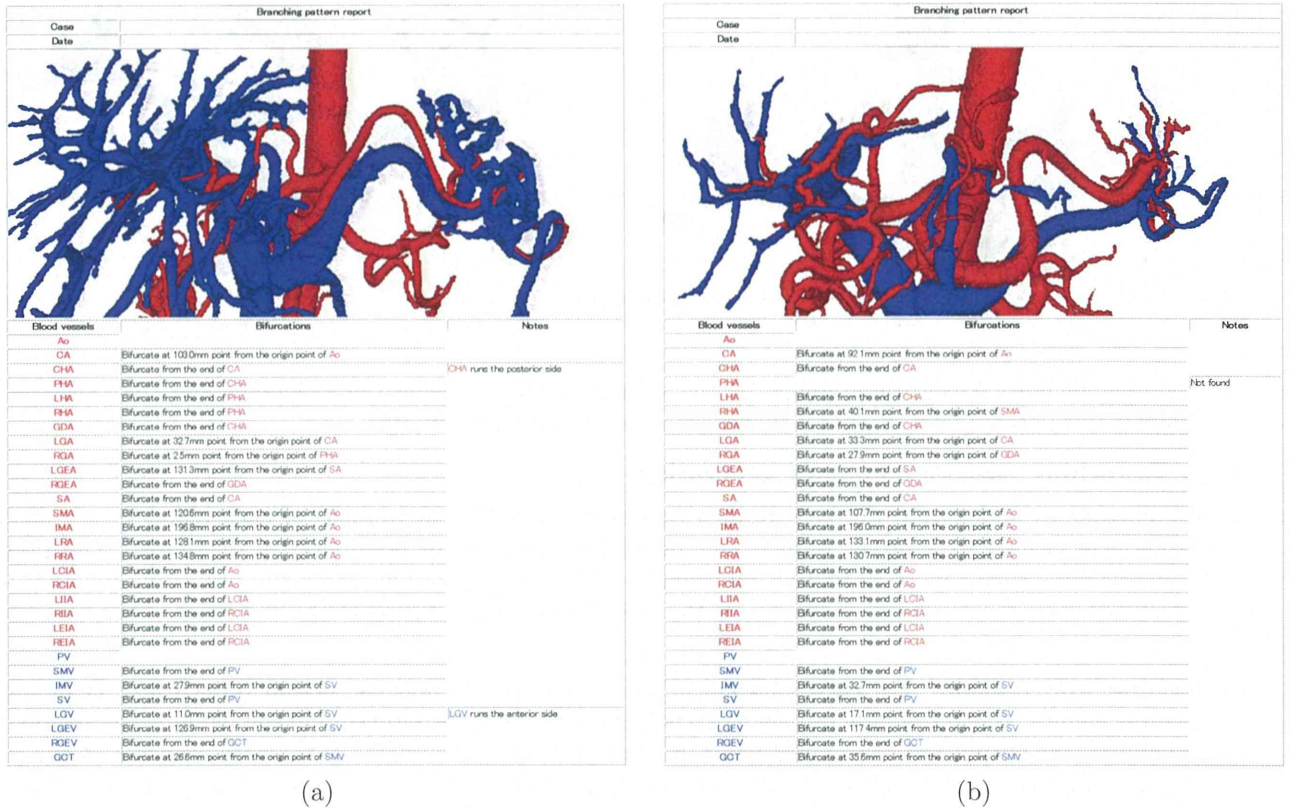 Branching pattern report
Case
Date
Blood vessels Bifurcations Notes
Ao
CA Bifurcate at 103.0mm point from the origin point of Ao
CHA Bifurcate from the end of CA CHA runs the posterior side
PHA Bifurcate from the end of CHA
LHA Bifurcate from the end of PHA
RHA Bifurcate from the end of PHA
GDA Bifurcate from the end of CHA
LGA Bifurcate at 32.7mm point from the origin point of CA
RGA Bifurcate at 2.5mm point from the origin point of PHA
LGEA Bifurcate at 131.3mm point from the origin point of SA
RGEA Bifurcate from the end of GDA
SA Bifurcate from the end of CA
SMA Bifurcate at 120.6mm point from the origin point of Ao
IMA Bifurcate at 196.8mm point from the origin point of Ao
LRA Bifurcate at 128.1mm point from the origin point of Ao
RRA Bifurcate at 134.8mm point from the origin point of Ao
LCIA Bifurcate from the end of Ao
RCIA Bifurcate from the end of Ao
LIIA Bifurcate from the end of LCIA
RIIA Bifurcate from the end of RCIA
LEIA Bifurcate from the end of LCIA
REIA Bifurcate from the end of RCIA
PV
SMV Bifurcate from the end of PV
IMV Bifurcate at 27.9mm point from the origin point of SV
SV Bifurcate from the end of PV
LGV Bifurcate at 11.0mm point from the origin point of SV LGV runs the anterior side
LGEV Bifurcate at 126.9mm point from the origin point of SV
RGEV Bifurcate from the end of GCT
GCT Bifurcate at 26.6mm point from the origin point of SMV
(a)
Branching pattern report
Case
Date
Blood vessels Bifurcations Notes
Ao
CA Bifurcate at 92.1mm point from the origin point of Ao
CHA Bifurcate from the end of CA
PHA Not found
LHA Bifurcate from the end of CHA
RHA Bifurcate at 40.1mm point from the origin point of SMA
GDA Bifurcate from the end of CHA
LGA Bifurcate at 33.3mm point from the origin point of CA
RGA Bifurcate at 27.9mm point from the origin point of GDA
LGEA Bifurcate from the end of SA
RGEA Bifurcate from the end of GDA
SA Bifurcate from the end of CA
SMA Bifurcate at 107.7mm point from the origin point of Ao
IMA Bifurcate at 196.0mm point from the origin point of Ao
LRA Bifurcate at 133.1mm point from the origin point of Ao
RRA Bifurcate at 130.7mm point from the origin point of Ao
LCIA Bifurcate from the end of Ao
RCIA Bifurcate from the end of Ao
LIIA Bifurcate from the end of LCIA
RIIA Bifurcate from the end of RCIA
LEIA Bifurcate from the end of LCIA
REIA Bifurcate from the end of RCIA
PV
SMV Bifurcate from the end of PV
IMV Bifurcate at 32.7mm point from the origin point of SV
SV Bifurcate from the end of PV
LGV Bifurcate at 17.1mm point from the origin point of SV
LGEV Bifurcate at 117.4mm point from the origin point of SV
RGEV Bifurcate from the end of GCT
GCT Bifurcate at 35.6mm point from the origin point of SMV
(b)